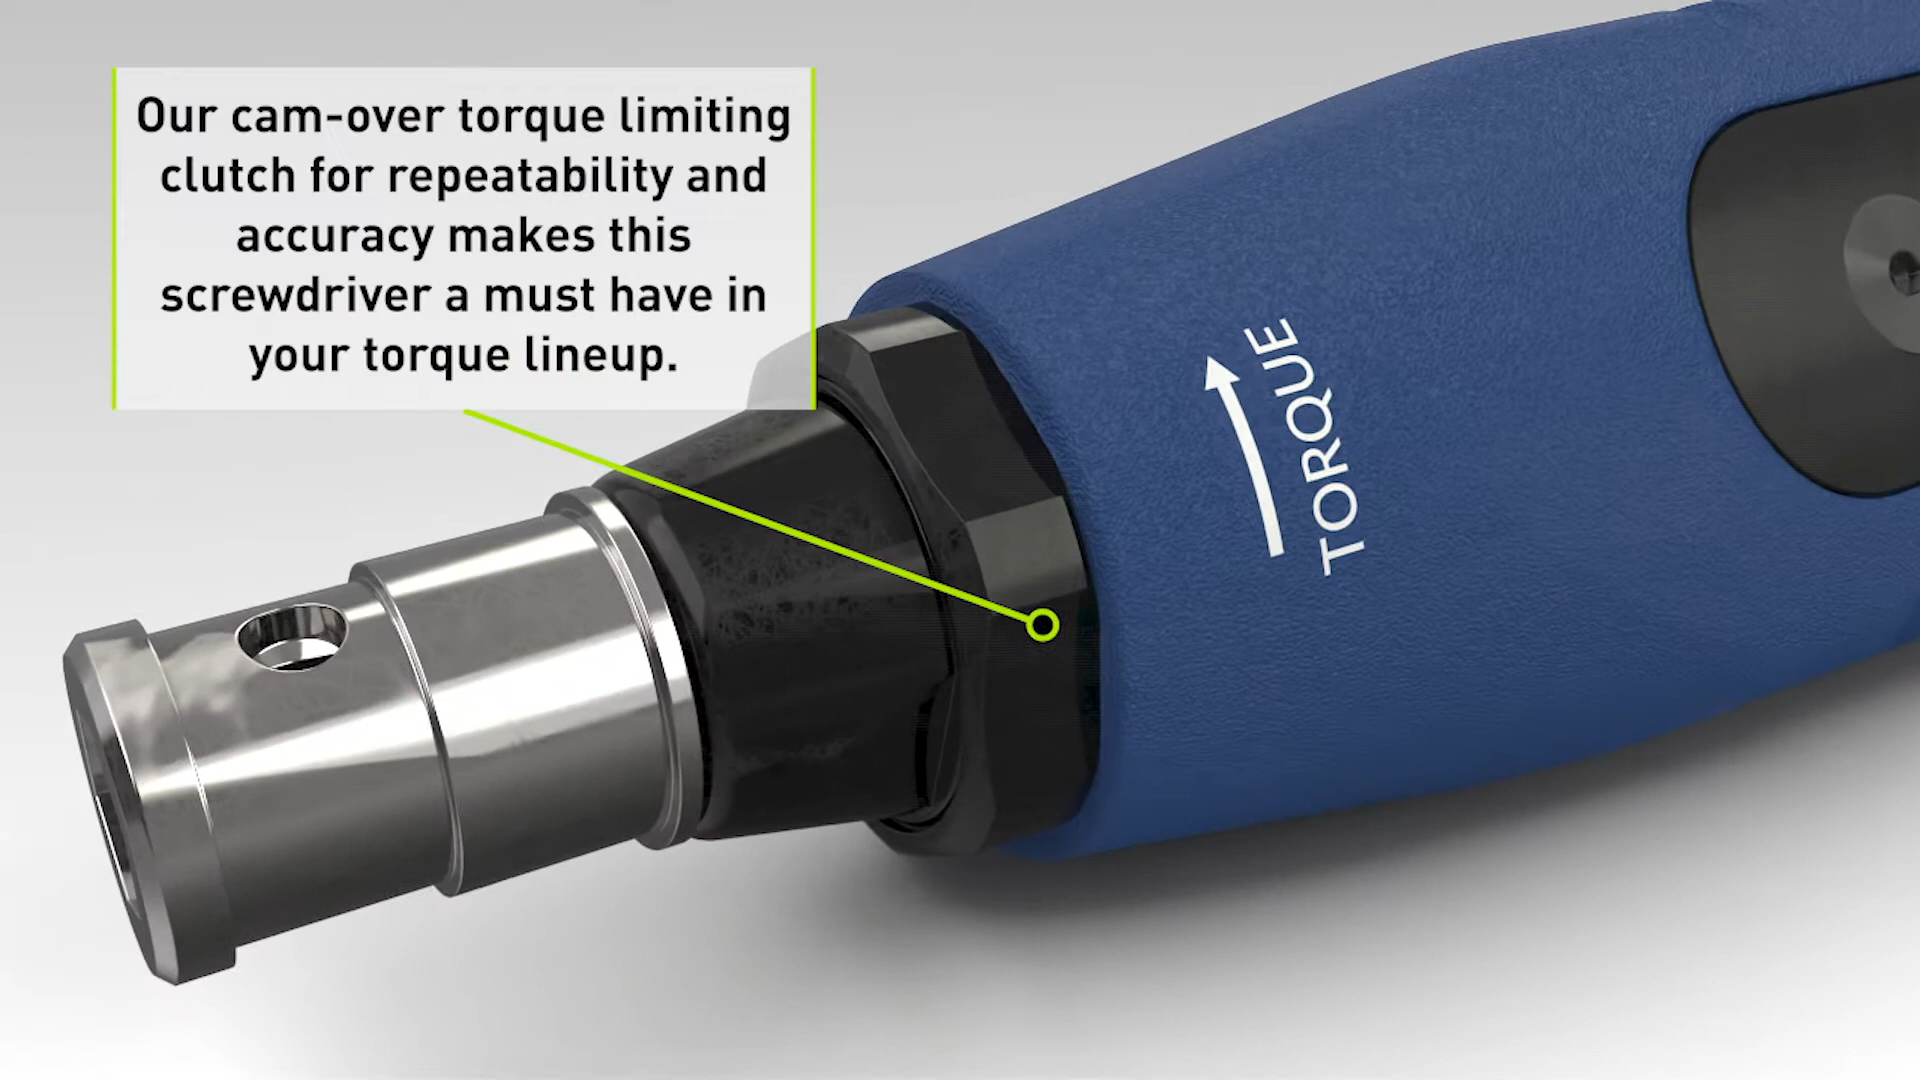 Our cam-over torque limiting
clutch for repeatability and
accuracy makes this
screwdriver a must have in
your torque lineup.
TORQUE